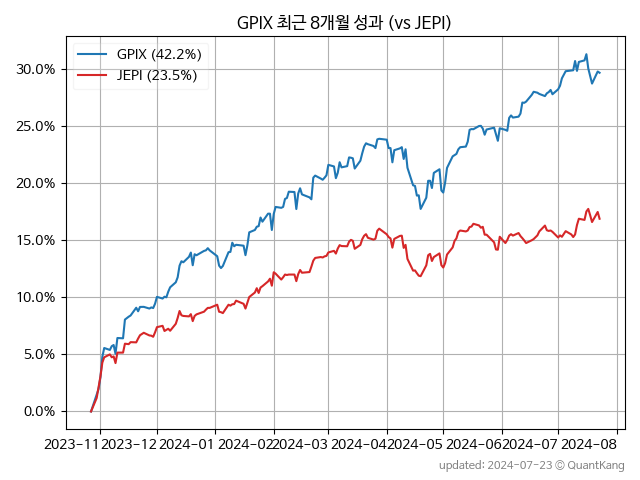 GPIX 최근 8개월 성과 (vs JEPI)
GPIX (42.2%)
JEPI (23.5%)
30.0%
25.0%
20.0%
15.0%
10.0%
5.0%
0.0%
2023-11 2023-12 2024-01 2024-02 2024-03 2024-04 2024-05 2024-06 2024-07 2024-08
updated: 2024-07-23 © QuantKang